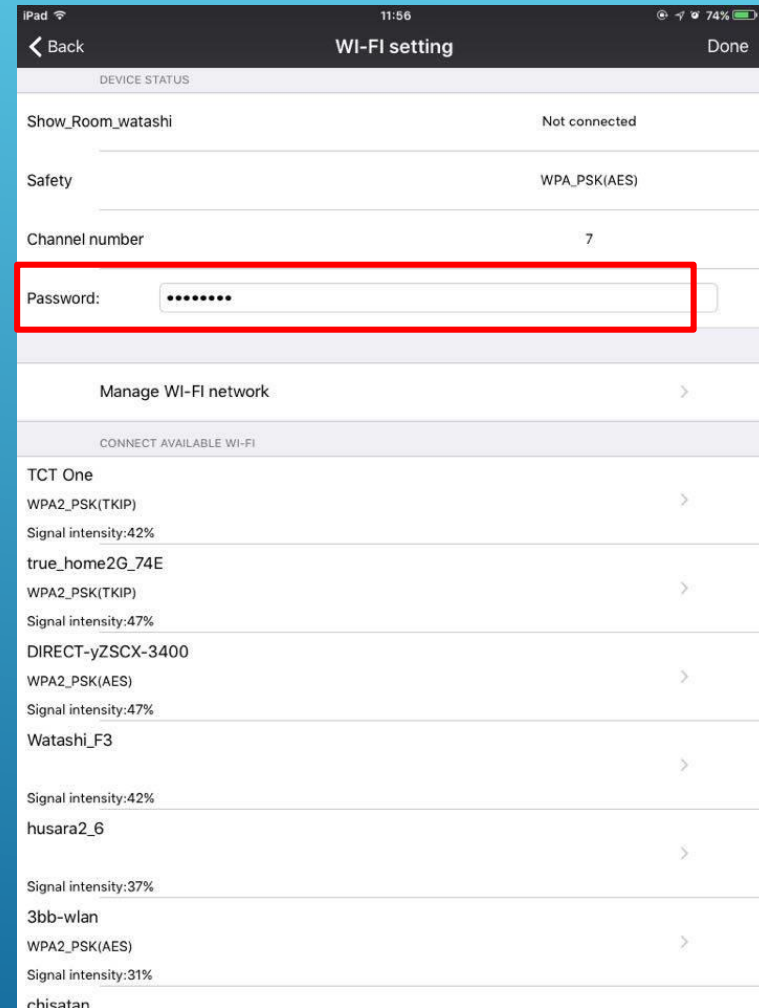 iPad 11:56 74%
Back WI-FI setting Done
DEVICE STATUS
Show_Room_watashi Not connected
Safety WPA_PSK(AES)
Channel number 7
Password: ••••••••
Manage WI-FI network
CONNECT AVAILABLE WI-FI
TCT One
WPA2_PSK(TKIP)
Signal intensity:42%
true_home2G_74E
WPA2_PSK(TKIP)
Signal intensity:47%
DIRECT-yZSCX-3400
WPA2_PSK(AES)
Signal intensity:47%
Watashi_F3
Signal intensity:42%
husara2_6
Signal intensity:37%
3bb-wlan
WPA2_PSK(AES)
Signal intensity:31%
chisatan